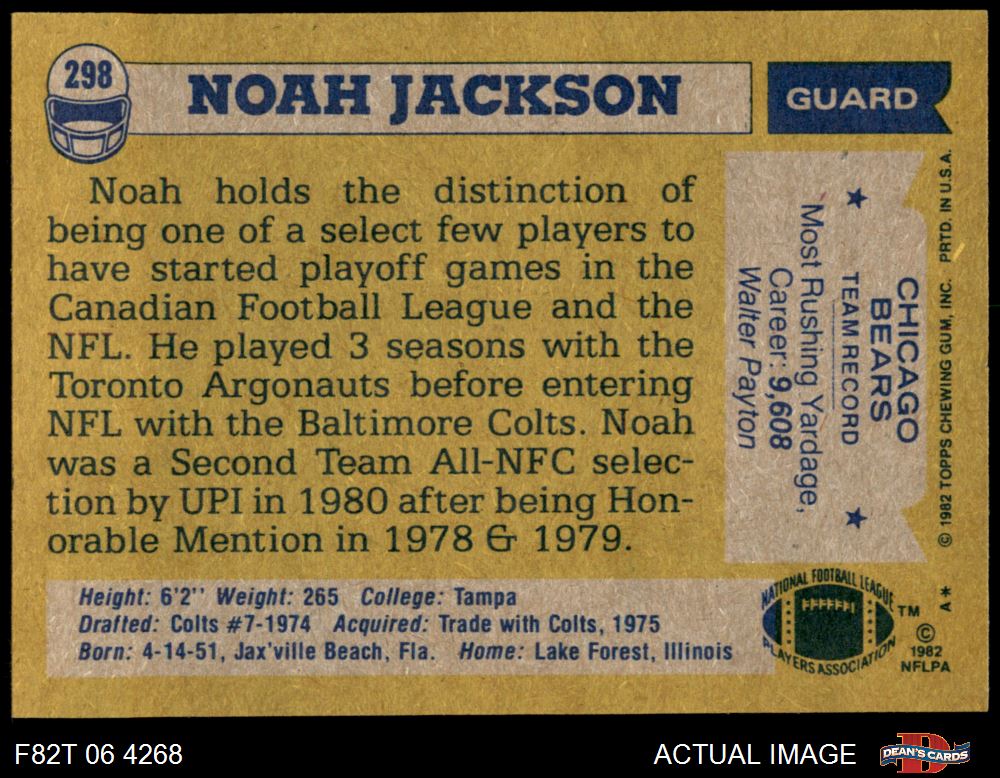 298
NOAH JACKSON
GUARD
Noah holds the distinction of
being one of a select few players to
have started playoff games in the
Canadian Football League and the
NFL. He played 3 seasons with the
Toronto Argonauts before entering
NFL with the Baltimore Colts. Noah
was a Second Team All-NFC selec-
tion by UPI in 1980 after being Hon-
orable Mention in 1978 & 1979.
CHICAGO
BEARS
★ TEAM RECORD ★
Most Rushing Yardage,
Career: 9,608
Walter Payton
© 1982 TOPPS CHEWING GUM, INC. PRTD. IN U.S.A.
A*
Height: 6'2'' Weight: 265 College: Tampa
Drafted: Colts #7-1974 Acquired: Trade with Colts, 1975
Born: 4-14-51, Jax'ville Beach, Fla. Home: Lake Forest, Illinois
NATIONAL FOOTBALL LEAGUE
PLAYERS ASSOCIATION
TM
©
1982
NFLPA
F82T 06 4268
ACTUAL IMAGE
D
DEAN'S CARDS